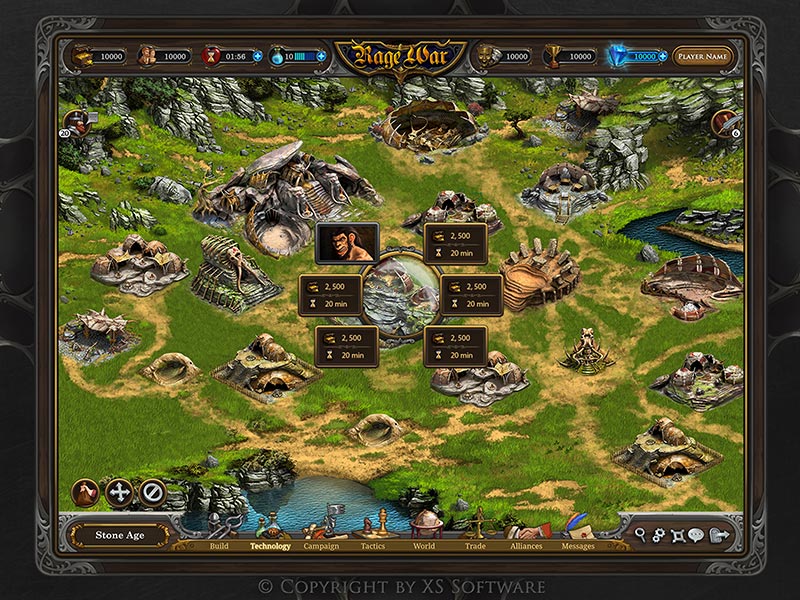 10000
10000
01:56
10
Rage War
10000
10000
10000
PLAYER NAME
20
6
2,500
20 min
2,500
20 min
2,500
20 min
2,500
20 min
2,500
20 min
Stone Age
Build
Technology
Campaign
Tactics
World
Trade
Alliances
Messages
© COPYRIGHT BY XS SOFTWARE